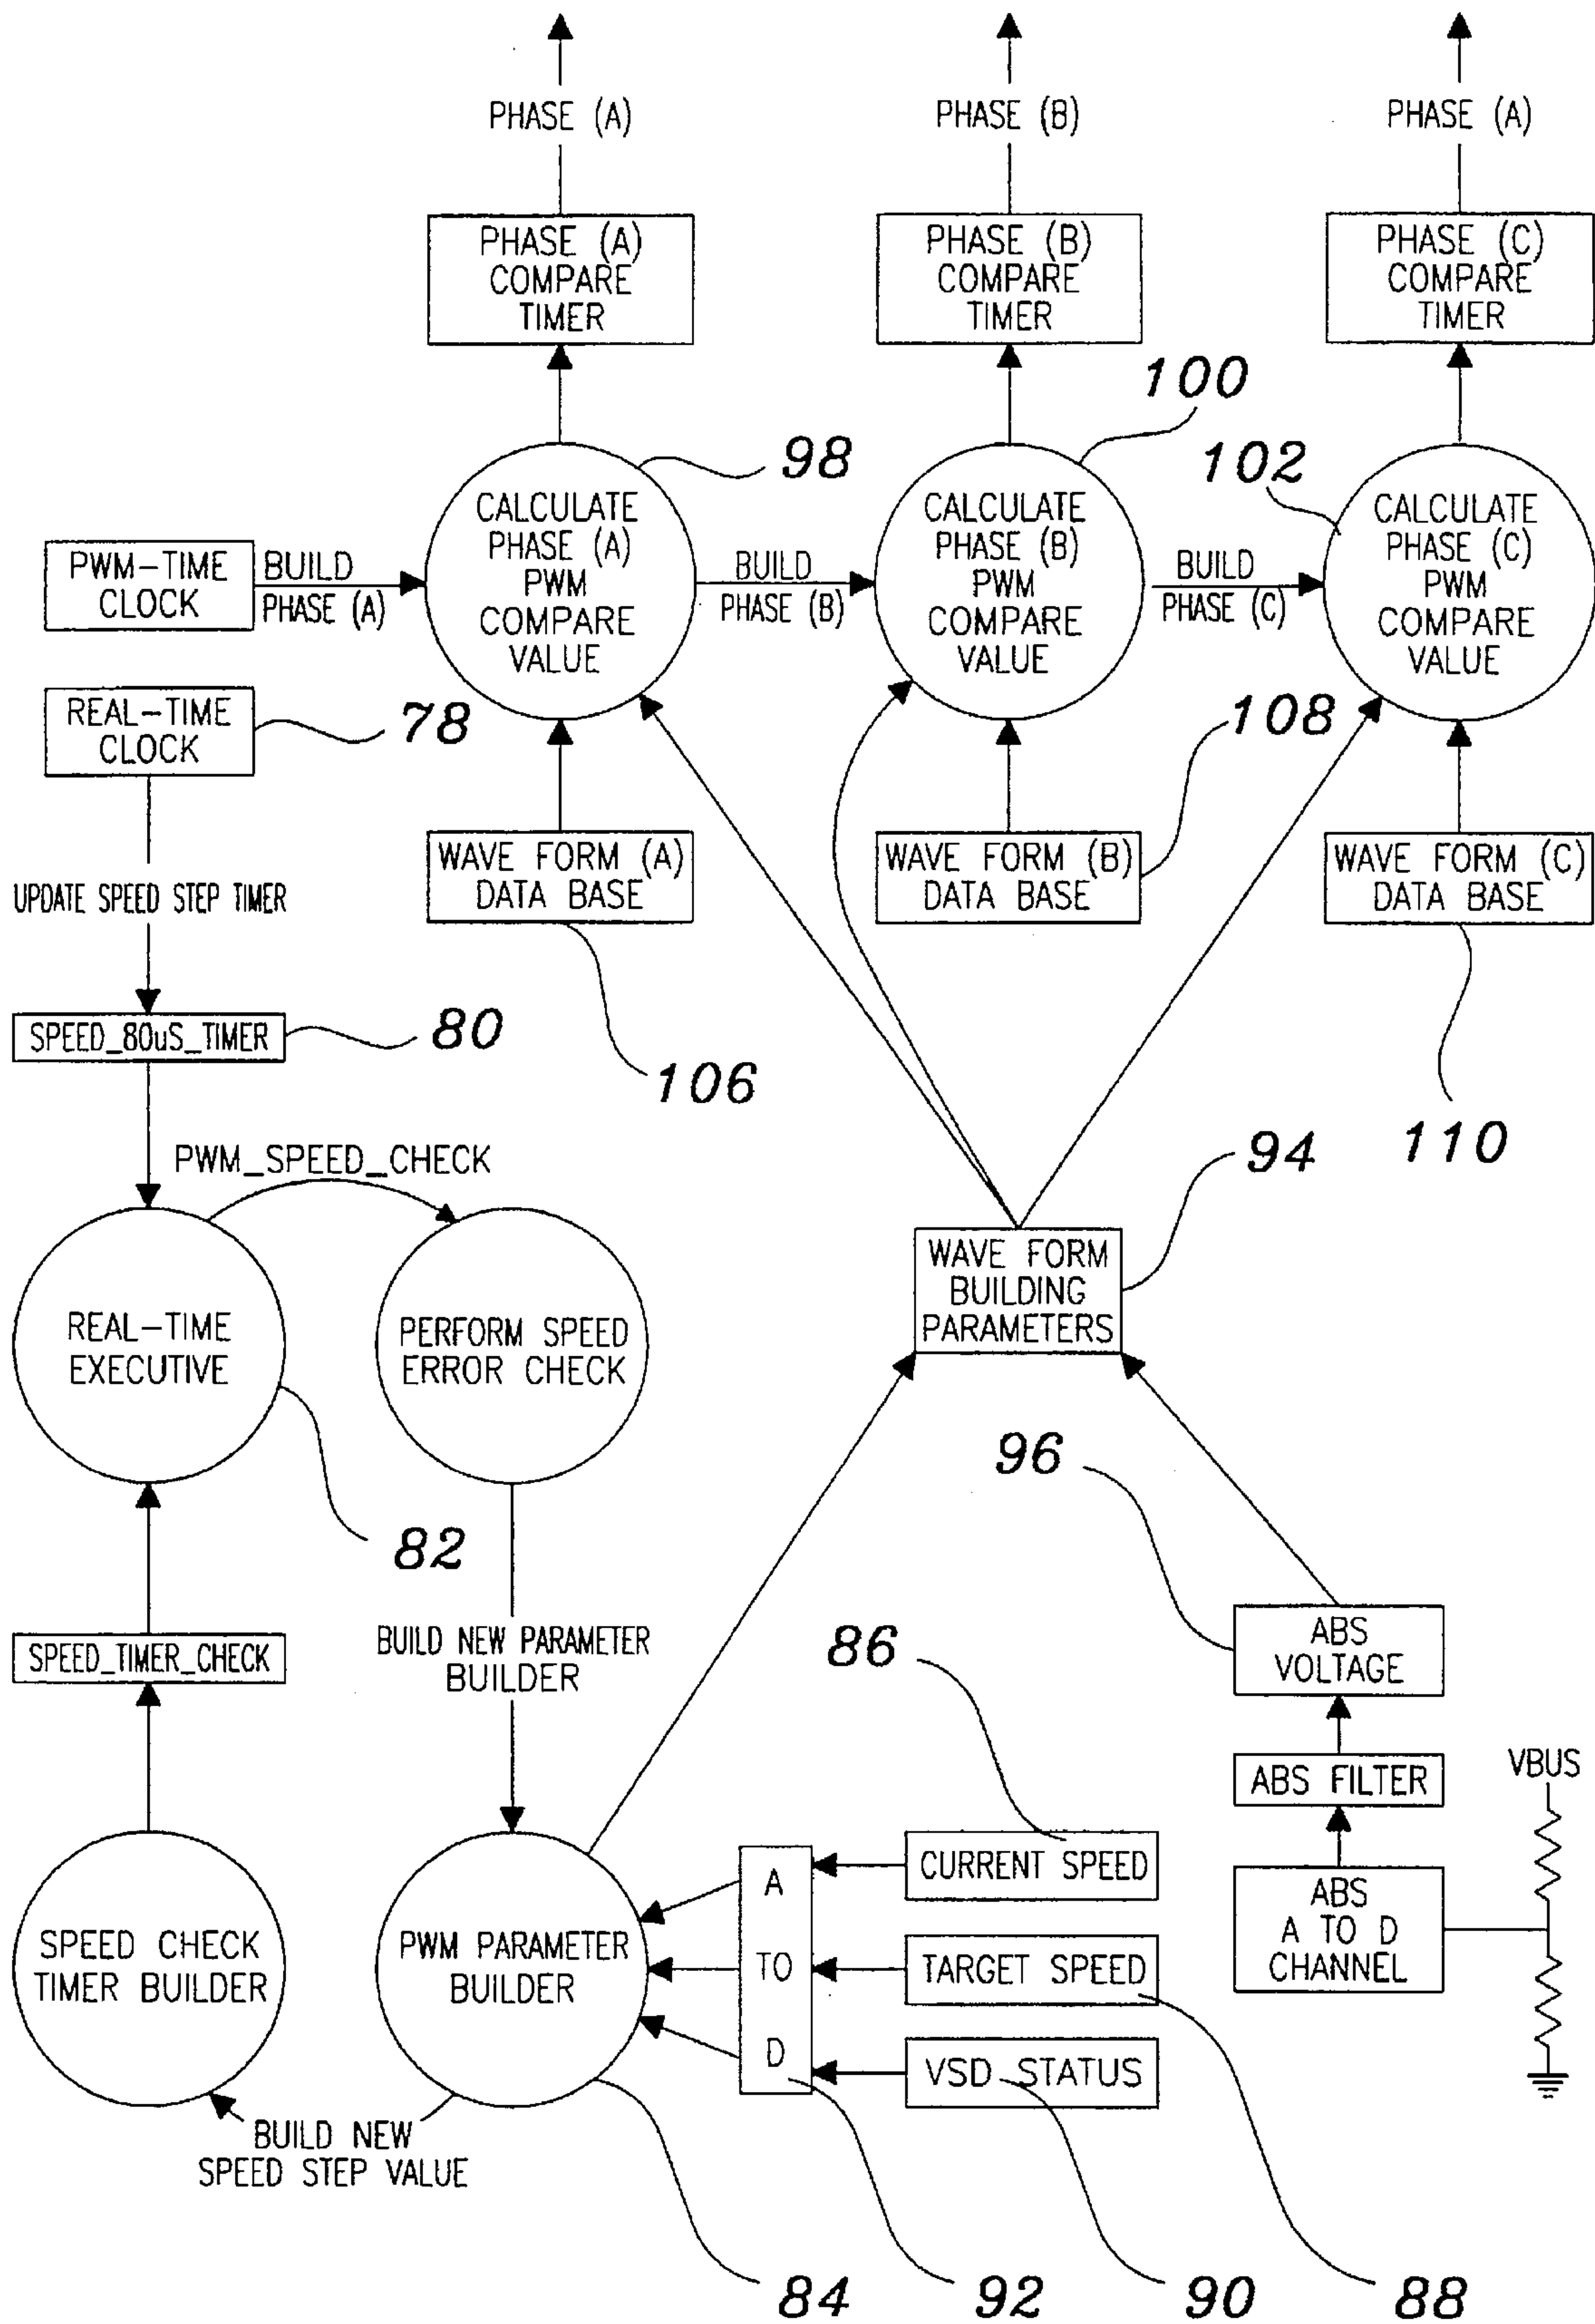 PHASE (A)
PHASE (B)
PHASE (A)
PHASE (A)
COMPARE
TIMER
PHASE (B)
COMPARE
TIMER
PHASE (C)
COMPARE
TIMER
98
100
102
PWM-TIME
CLOCK
BUILD
PHASE (A)
CALCULATE
PHASE (A)
PWM
COMPARE
VALUE
BUILD
PHASE (B)
CALCULATE
PHASE (B)
PWM
COMPARE
VALUE
BUILD
PHASE (C)
CALCULATE
PHASE (C)
PWM
COMPARE
VALUE
REAL-TIME
CLOCK
78
108
WAVE FORM (A)
DATA BASE
WAVE FORM (B)
DATA BASE
WAVE FORM (C)
DATA BASE
UPDATE SPEED STEP TIMER
SPEED_80uS_TIMER
80
106
110
PWM_SPEED_CHECK
94
REAL-TIME
EXECUTIVE
PERFORM SPEED
ERROR CHECK
WAVE FORM
BUILDING
PARAMETERS
82
96
SPEED_TIMER_CHECK
BUILD NEW PARAMETER
BUILDER
86
ABS
VOLTAGE
ABS FILTER
VBUS
SPEED CHECK
TIMER BUILDER
PWM PARAMETER
BUILDER
A
TO
D
CURRENT SPEED
TARGET SPEED
VSD STATUS
ABS
A TO D
CHANNEL
BUILD NEW
SPEED STEP VALUE
84
92
90
88